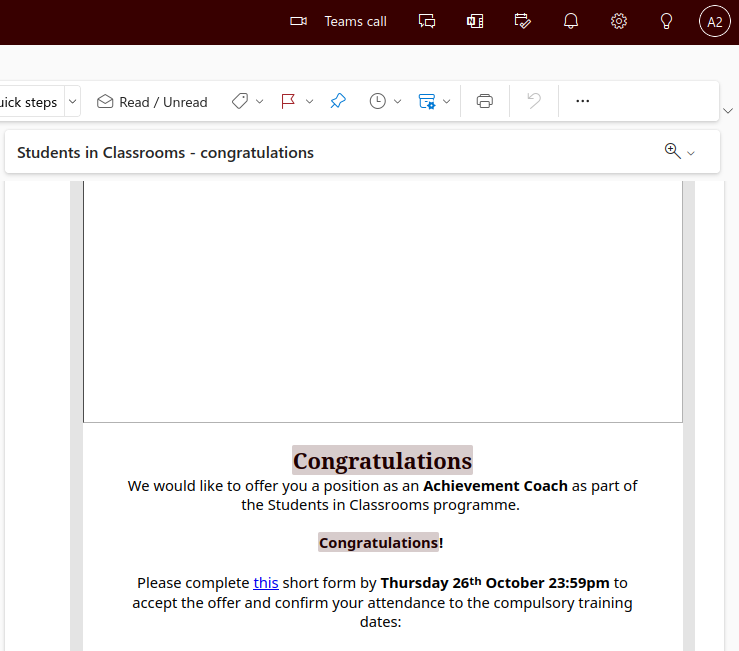 Teams call
A2
uick steps
Read / Unread
Students in Classrooms - congratulations
Congratulations
We would like to offer you a position as an Achievement Coach as part of
the Students in Classrooms programme.
Congratulations!
Please complete this short form by Thursday 26th October 23:59pm to
accept the offer and confirm your attendance to the compulsory training
dates: